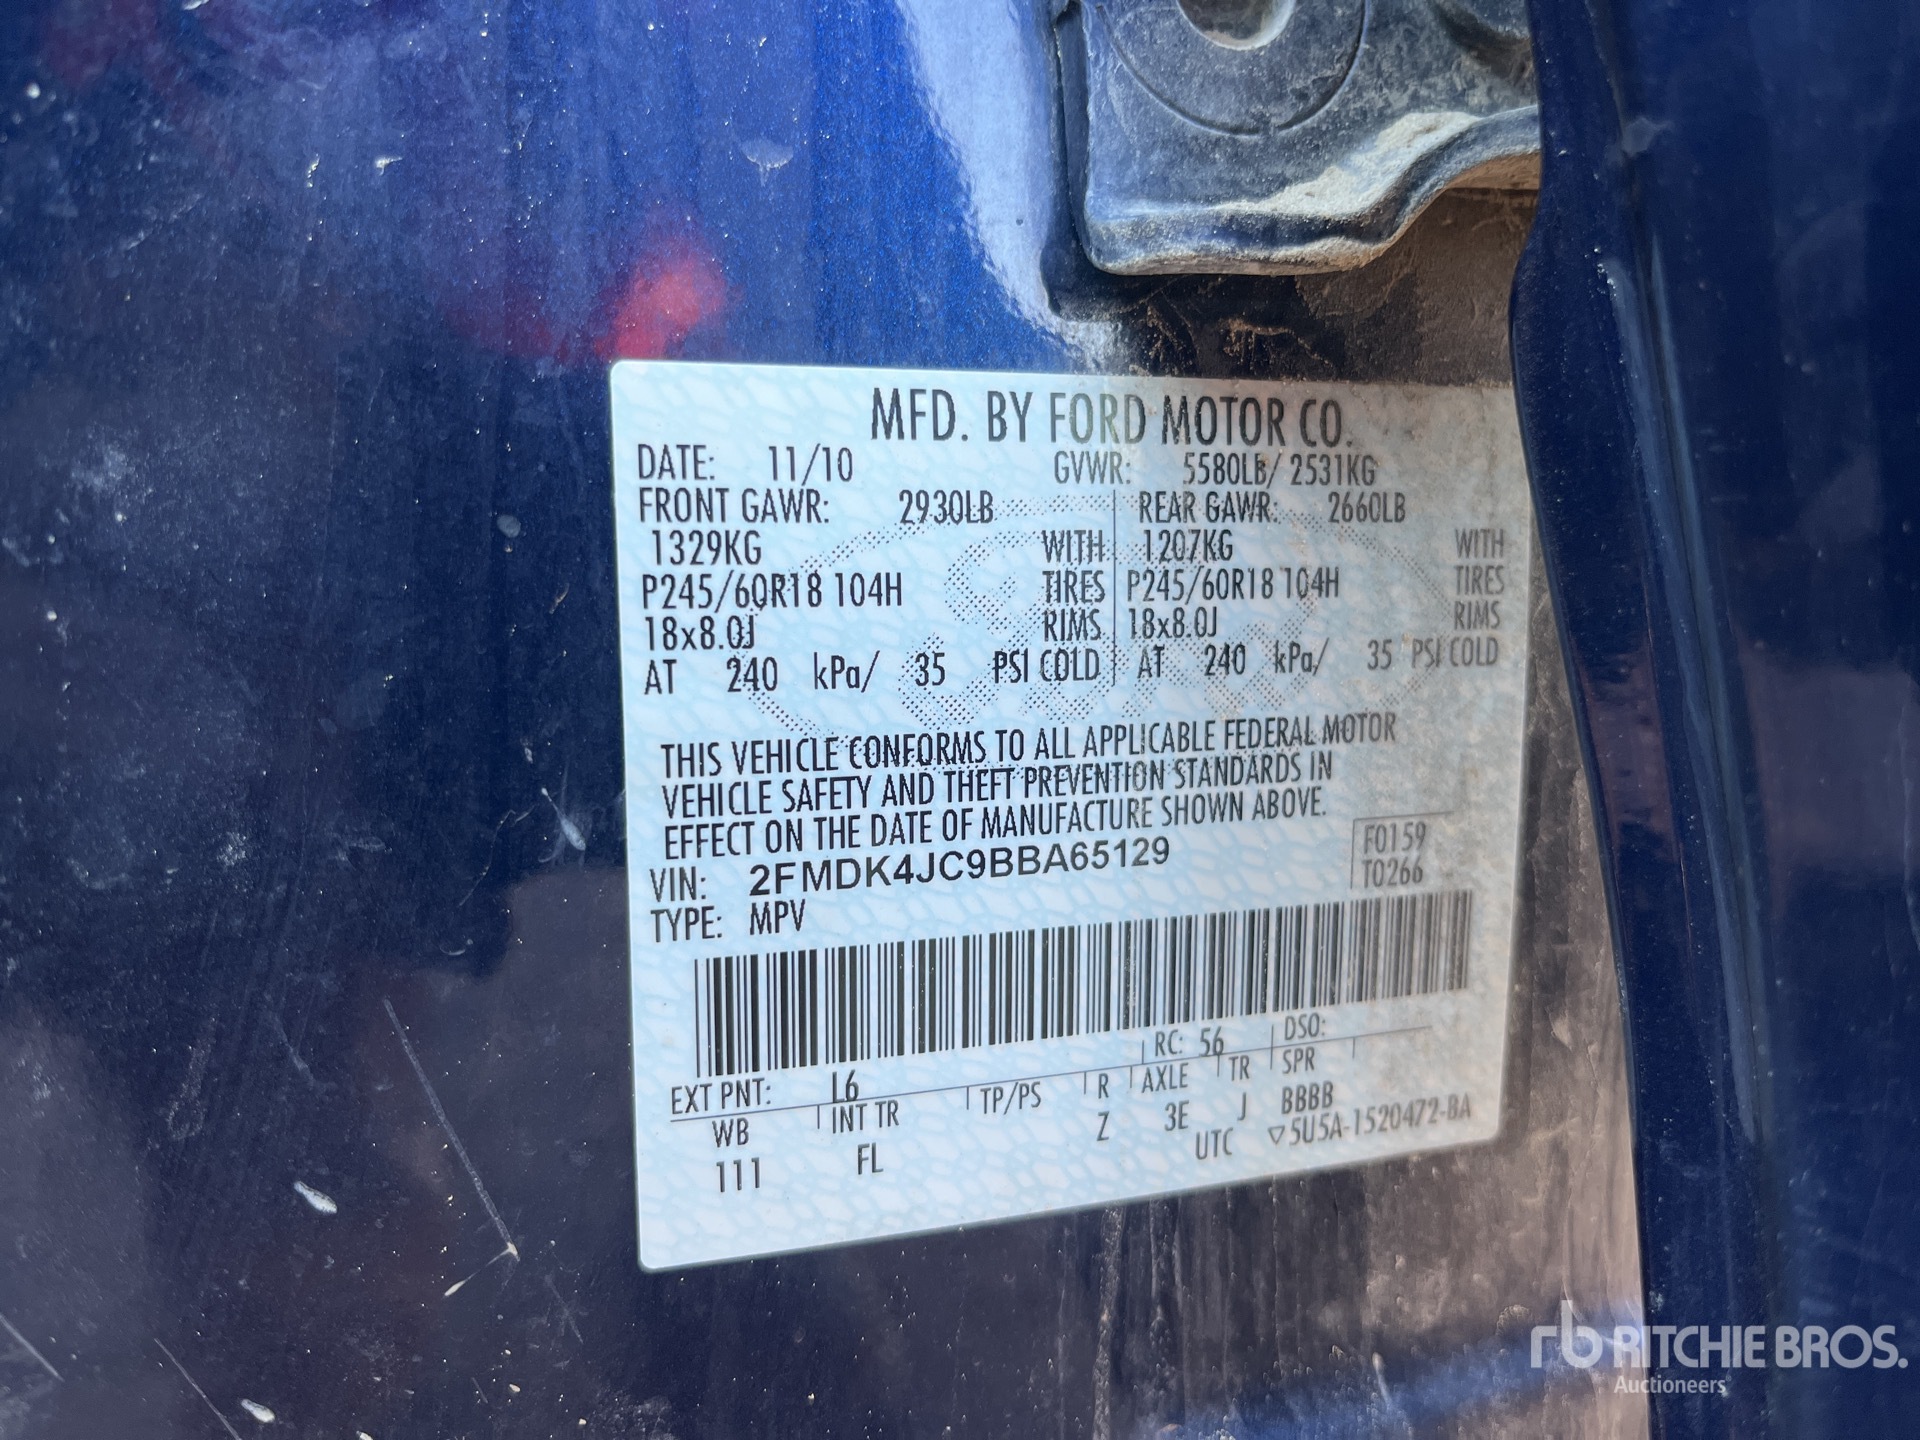 MFD. BY FORD MOTOR CO.
DATE: 11/10 GVWR: 5580LB/ 2531KG
FRONT GAWR: 2930LB REAR GAWR: 2660LB
1329KG WITH 1207KG WITH
P245/60R18 104H TIRES P245/60R18 104H TIRES
18x8.0J RIMS 18x8.0J RIMS
AT 240 kPa/ 35 PSI COLD AT 240 kPa/ 35 PSI COLD
THIS VEHICLE CONFORMS TO ALL APPLICABLE FEDERAL MOTOR
VEHICLE SAFETY AND THEFT PREVENTION STANDARDS IN
EFFECT ON THE DATE OF MANUFACTURE SHOWN ABOVE.
VIN: 2FMDK4JC9BBA65129 F0159
TYPE: MPV T0266
EXT PNT: L6 RC: 56 DSO:
WB INT TR TP/PS R AXLE TR SPR
111 FL Z 3E J BBBB
UTC ▽5U5A-1520472-BA
rb RITCHIE BROS.
Auctioneers